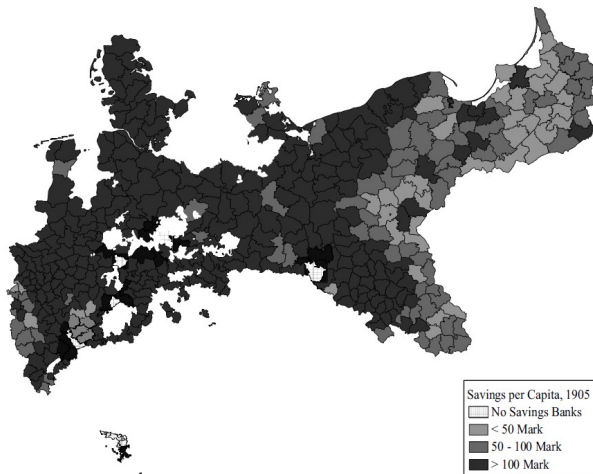 Savings per Capita, 1905
No Savings Banks
< 50 Mark
50 - 100 Mark
> 100 Mark